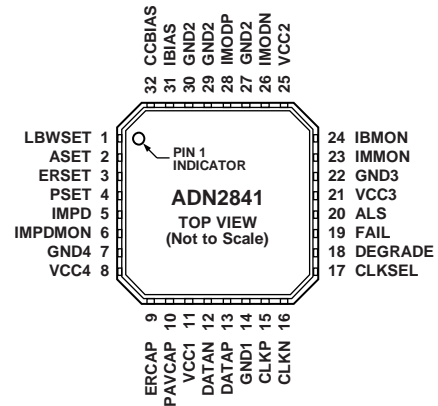 32 CCBIAS
31 IBIAS
30 GND2
29 GND2
28 IMODP
27 GND2
26 IMODN
25 VCC2
LBWSET 1
ASET 2
ERSET 3
PSET 4
IMPD 5
IMPDMON 6
GND4 7
VCC4 8
PIN 1
INDICATOR
ADN2841
TOP VIEW
(Not to Scale)
24 IBMON
23 IMMON
22 GND3
21 VCC3
20 ALS
19 FAIL
18 DEGRADE
17 CLKSEL
ERCAP 9
PAVCAP 10
VCC1 11
DATAN 12
DATAP 13
GND1 14
CLKP 15
CLKN 16